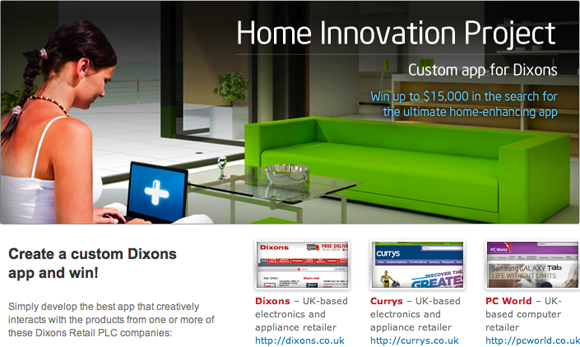 Home Innovation Project
Custom app for Dixons
Win up to $15,000 in the search for
the ultimate home-enhancing app
Create a custom Dixons
app and win!
Simply develop the best app that creatively
interacts with the products from one or more of
these Dixons Retail PLC companies:
Dixons
FREE
Dixons – UK-based
electronics and
appliance retailer
http://dixons.co.uk
currys
DISCOVER THE
GREATES
Currys – UK-based
electronics and
appliance retailer
http://currys.co.uk
PC World
Samsung GALAXY Tab
LIFE WITHOUT LIMITS
PC World – UK-
based computer
retailer
http://pcworld.co.uk